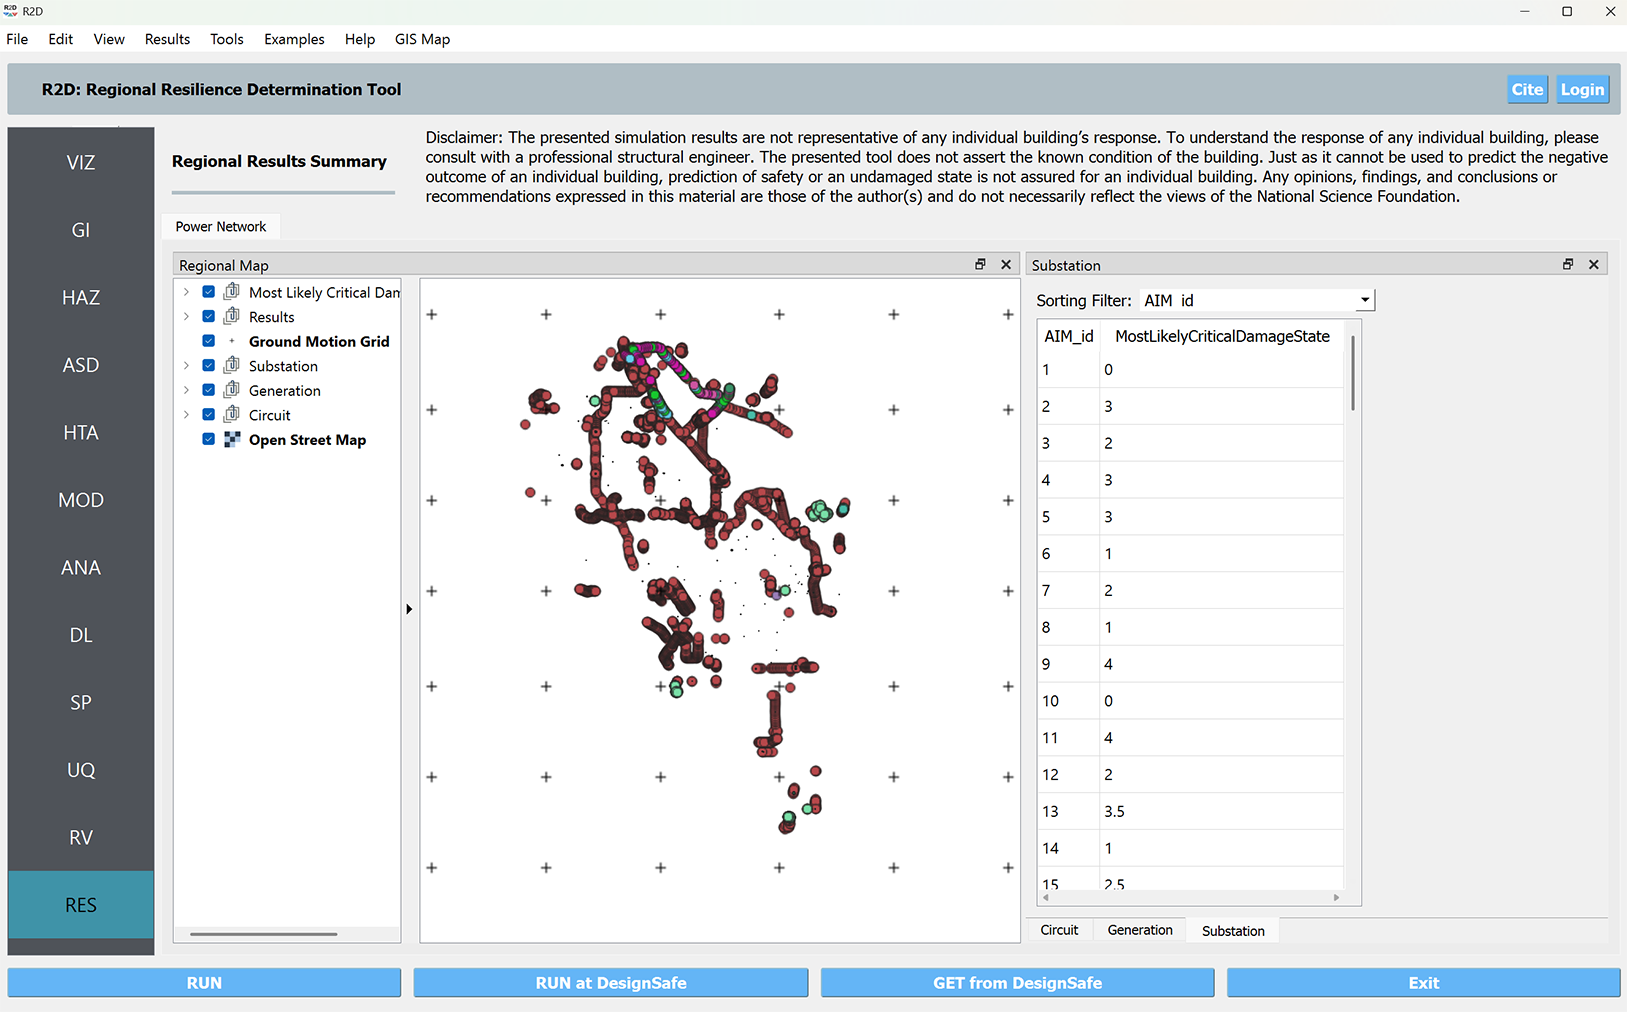 R2D
R2D
File Edit View Results Tools Examples Help GIS Map
R2D: Regional Resilience Determination Tool
Cite Login
VIZ
GI
HAZ
ASD
HTA
MOD
ANA
DL
SP
UQ
RV
RES
Regional Results Summary
Disclaimer: The presented simulation results are not representative of any individual building’s response. To understand the response of any individual building, please
consult with a professional structural engineer. The presented tool does not assert the known condition of the building. Just as it cannot be used to predict the negative
outcome of an individual building, prediction of safety or an undamaged state is not assured for an individual building. Any opinions, findings, and conclusions or
recommendations expressed in this material are those of the author(s) and do not necessarily reflect the views of the National Science Foundation.
Power Network
Regional Map
Most Likely Critical Dam
Results
Ground Motion Grid
Substation
Generation
Circuit
Open Street Map
Substation
Sorting Filter: AIM id
AIM_id MostLikelyCriticalDamageState
1 0
2 3
3 2
4 3
5 3
6 1
7 2
8 1
9 4
10 0
11 4
12 2
13 3.5
14 1
15 2.5
Circuit Generation Substation
RUN RUN at DesignSafe GET from DesignSafe Exit